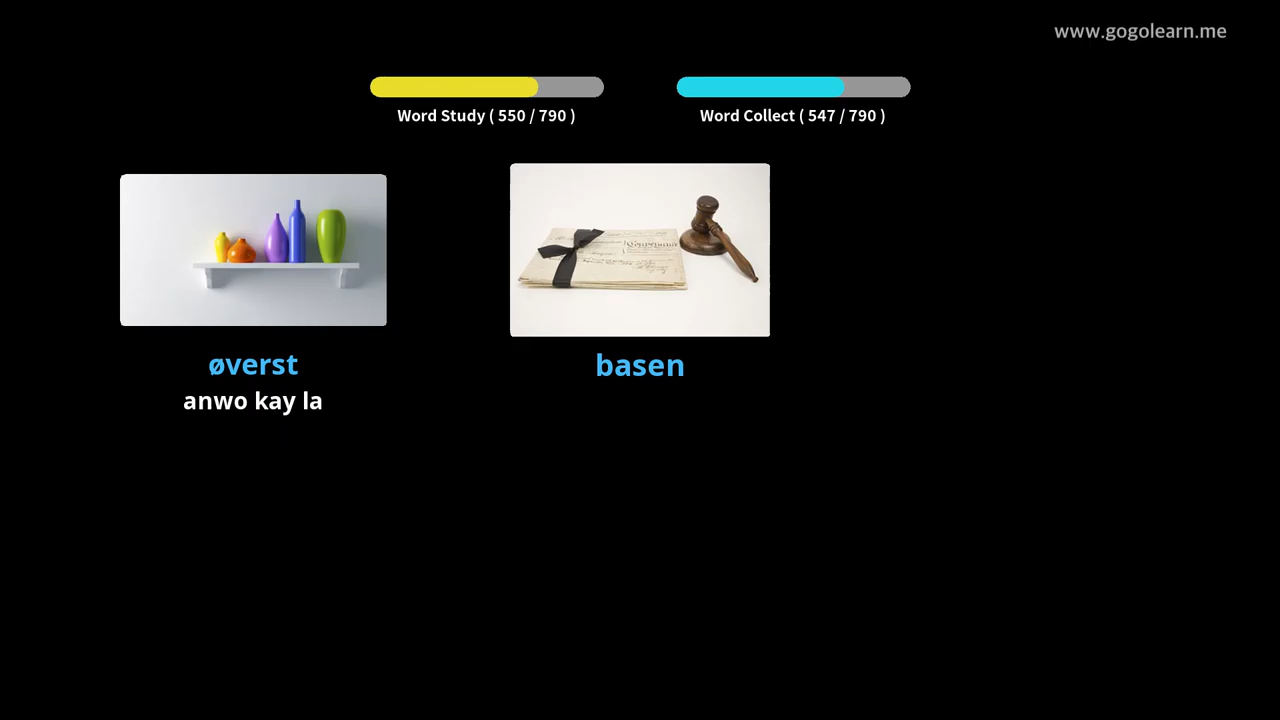 www.gogolearn.me
Word Study ( 550 / 790 )
Word Collect ( 547 / 790 )
øverst
anwo kay la
basen